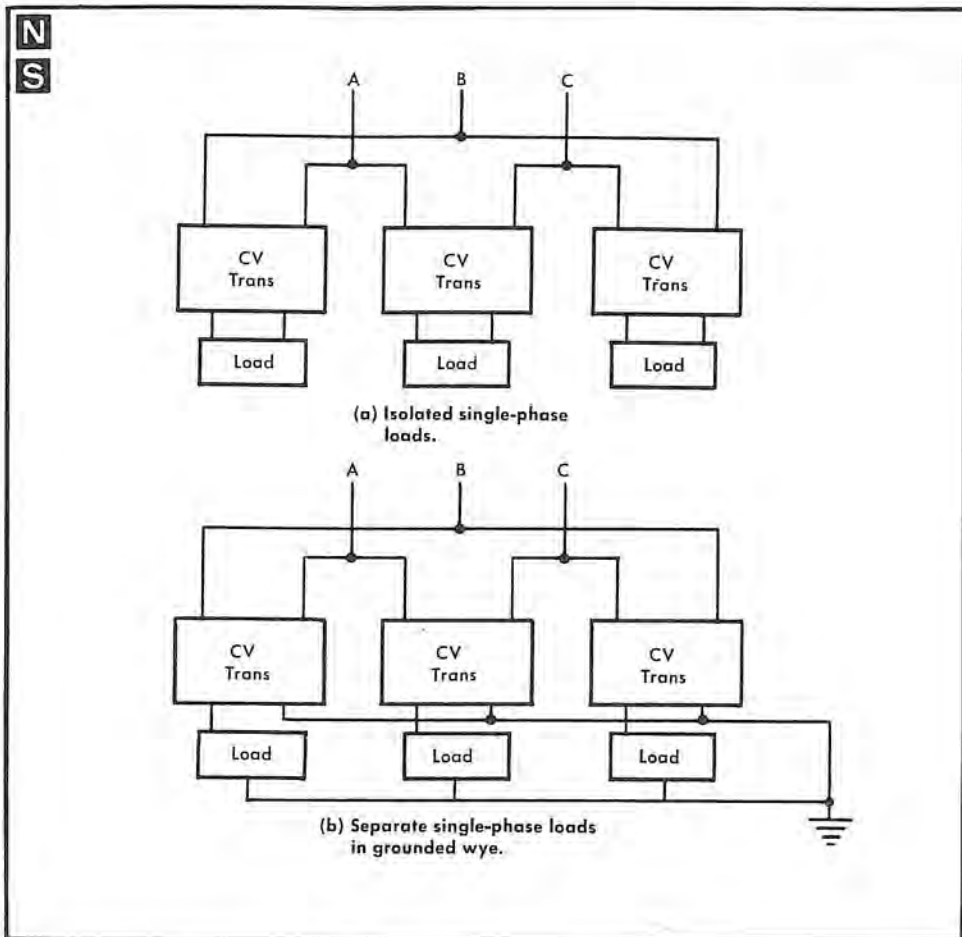 N
S
A B C
CV Trans CV Trans CV Trans
Load Load Load
(a) Isolated single-phase
loads.
A B C
CV Trans CV Trans CV Trans
Load Load Load
(b) Separate single-phase loads
in grounded wye.